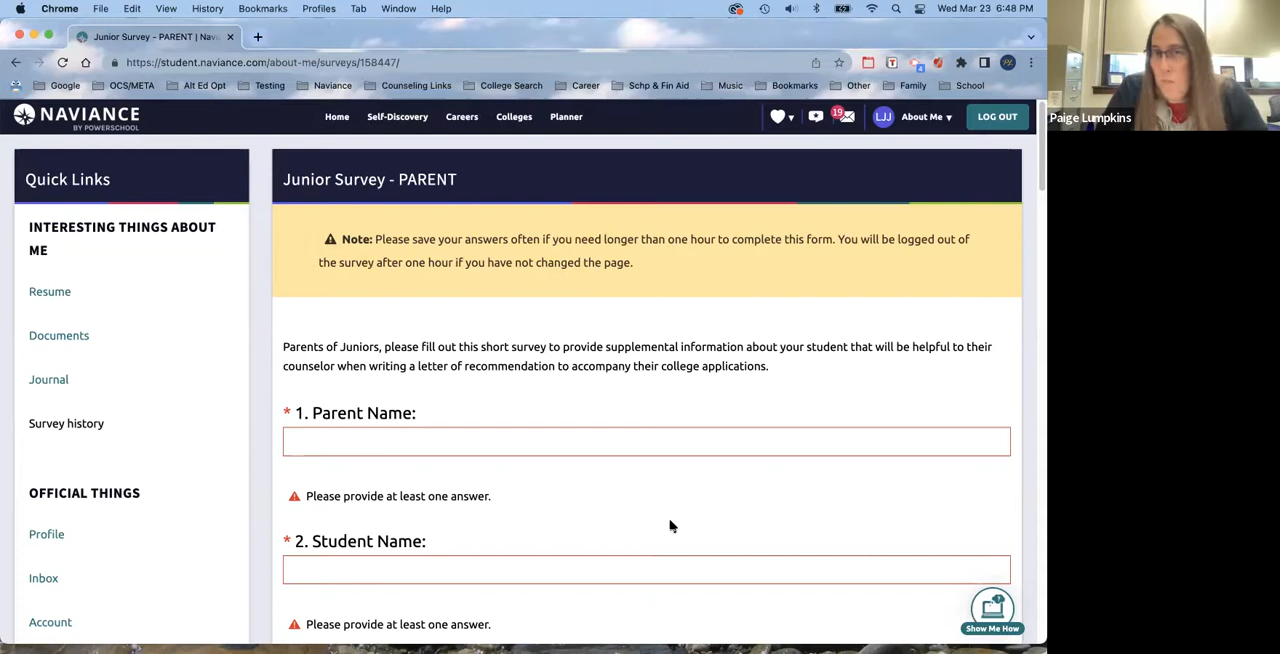 Chrome File Edit View History Bookmarks Profiles Tab Window Help Wed Mar 23 6:48 PM
Junior Survey - PARENT | Navi
https://student.naviance.com/about-me/surveys/158447/
Google OCS/META Alt Ed Opt Testing Naviance Counseling Links College Search Career Schp & Fin Aid Music Bookmarks Other Family School
NAVIANCE
BY POWERSCHOOL
Home Self-Discovery Careers Colleges Planner
19
LJJ About Me
LOG OUT
Paige Lumpkins
Quick Links
INTERESTING THINGS ABOUT
ME
Resume
Documents
Journal
Survey history
OFFICIAL THINGS
Profile
Inbox
Account
Junior Survey - PARENT
Note: Please save your answers often if you need longer than one hour to complete this form. You will be logged out of
the survey after one hour if you have not changed the page.
Parents of Juniors, please fill out this short survey to provide supplemental information about your student that will be helpful to their
counselor when writing a letter of recommendation to accompany their college applications.
* 1. Parent Name:
Please provide at least one answer.
* 2. Student Name:
Please provide at least one answer.
Show Me How